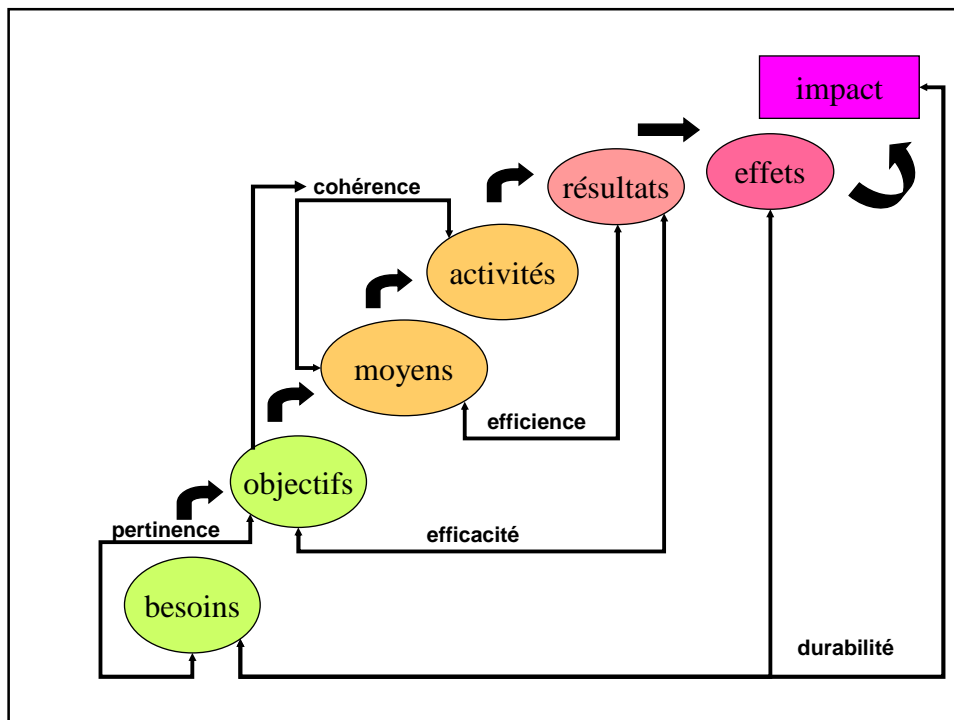 impact
effets
résultats
cohérence
activités
moyens
efficience
objectifs
pertinence
efficacité
besoins
durabilité